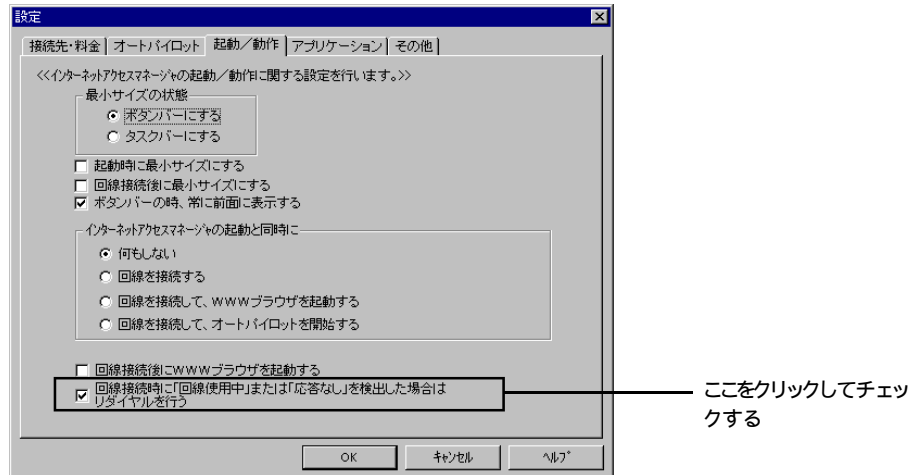 設定
接続先・料金 オートパイロット 起動／動作 アプリケーション その他
<<インターネットアクセスマネージャの起動／動作に関する設定を行います。>>
最小サイズの状態
ボタンバーにする
タスクバーにする
起動時に最小サイズにする
回線接続後に最小サイズにする
ボタンバーの時、常に前面に表示する
インターネットアクセスマネージャの起動と同時に
何もしない
回線を接続する
回線を接続して、WWWブラウザを起動する
回線を接続して、オートパイロットを開始する
回線接続後にWWWブラウザを起動する
回線接続時に｢回線使用中｣または｢応答なし｣を検出した場合は
リダイヤルを行う
ここをクリックしてチェッ
クする
OK キャンセル ヘルプ